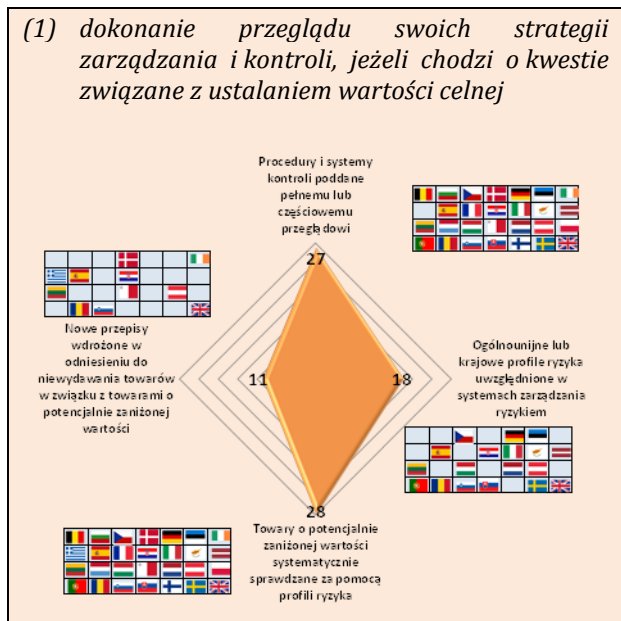 (1) dokonanie przeglądu swoich strategii
zarządzania i kontroli, jeżeli chodzi o kwestie
związane z ustalaniem wartości celnej
Procedury i systemy
kontroli poddane
pełnemu lub
częściowemu
przeglądowi
27
Nowe przepisy
wdrożone w
odniesieniu do
niewydawania towarów
w związku z towarami o
potencjalnie zaniżonej
wartości
11
18
Ogólnounijne lub
krajowe profile ryzyka
uwzględnione w
systemach zarządzania
ryzykiem
28
Towary o potencjalnie
zaniżonej wartości
systematycznie
sprawdzane za pomocą
profili ryzyka